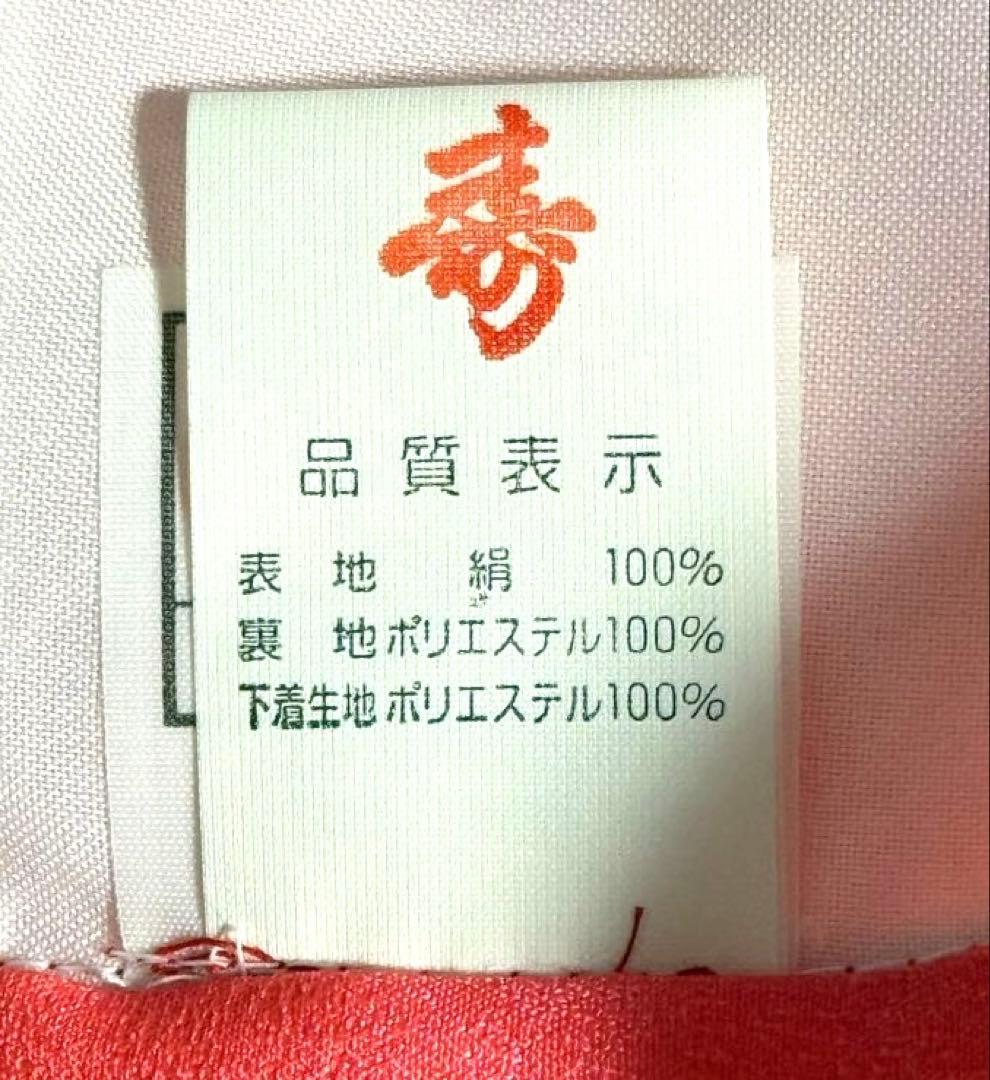 寿
品質表示
表地 絹 100%
裏地 ポリエステル100%
下着生地 ポリエステル100%